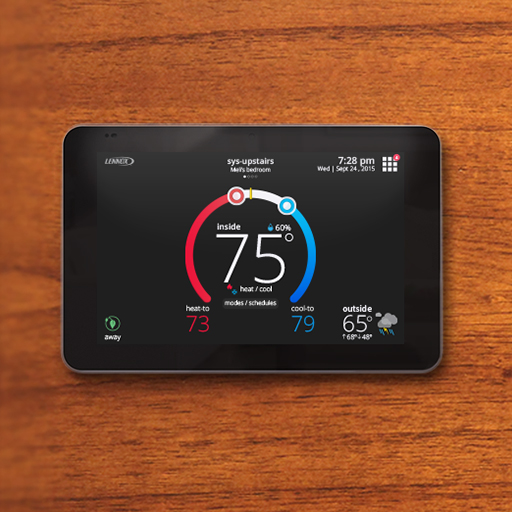 LENNOX
sys-upstairs
Mell's bedroom
7:28 pm
Wed | Sept 24, 2015
inside
60%
75°
heat / cool
modes / schedules
heat-to
73
cool-to
79
away
outside
65°
↑68°↓48°